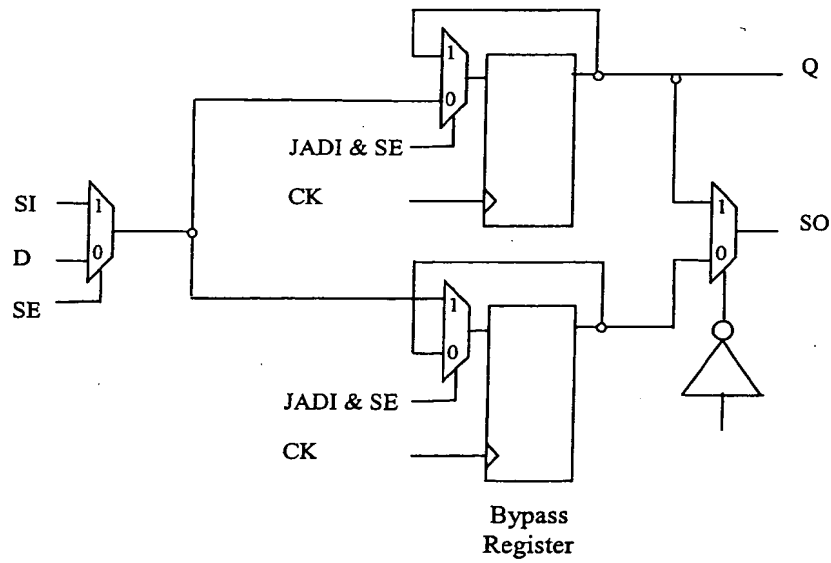 1
Q
0
JADI & SE
CK
SI
1
1
SO
D
0
0
SE
1
0
JADI & SE
CK
Bypass
Register